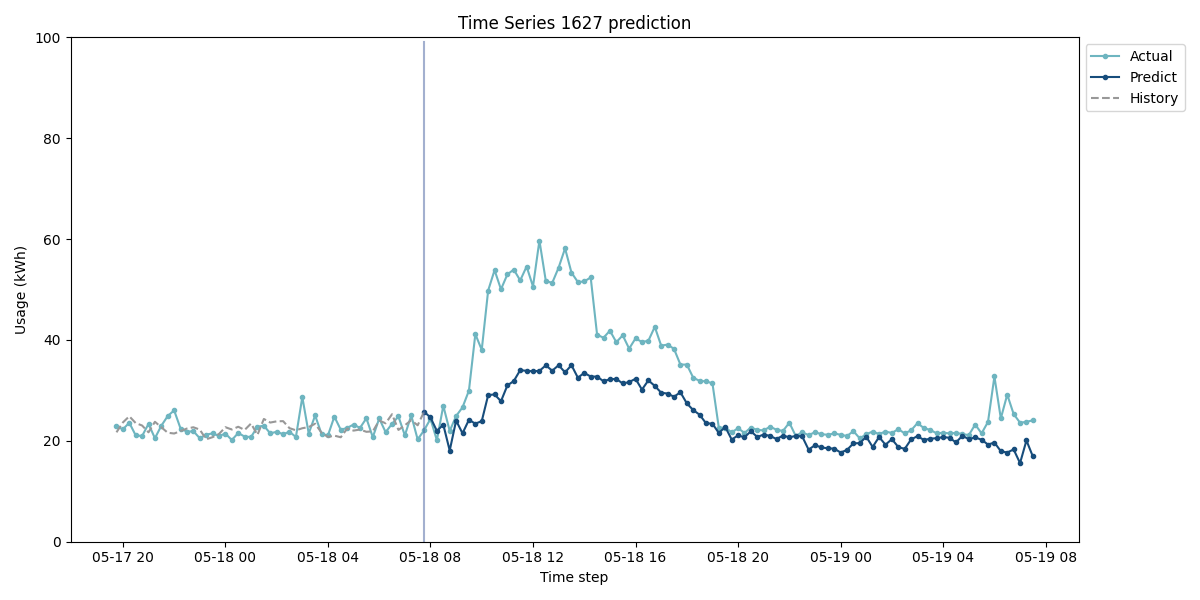 Time Series 1627 prediction
100
80
60
40
20
0
Usage (kWh)
05-17 20
05-18 00
05-18 04
05-18 08
05-18 12
05-18 16
05-18 20
05-19 00
05-19 04
05-19 08
Time step
Actual
Predict
History